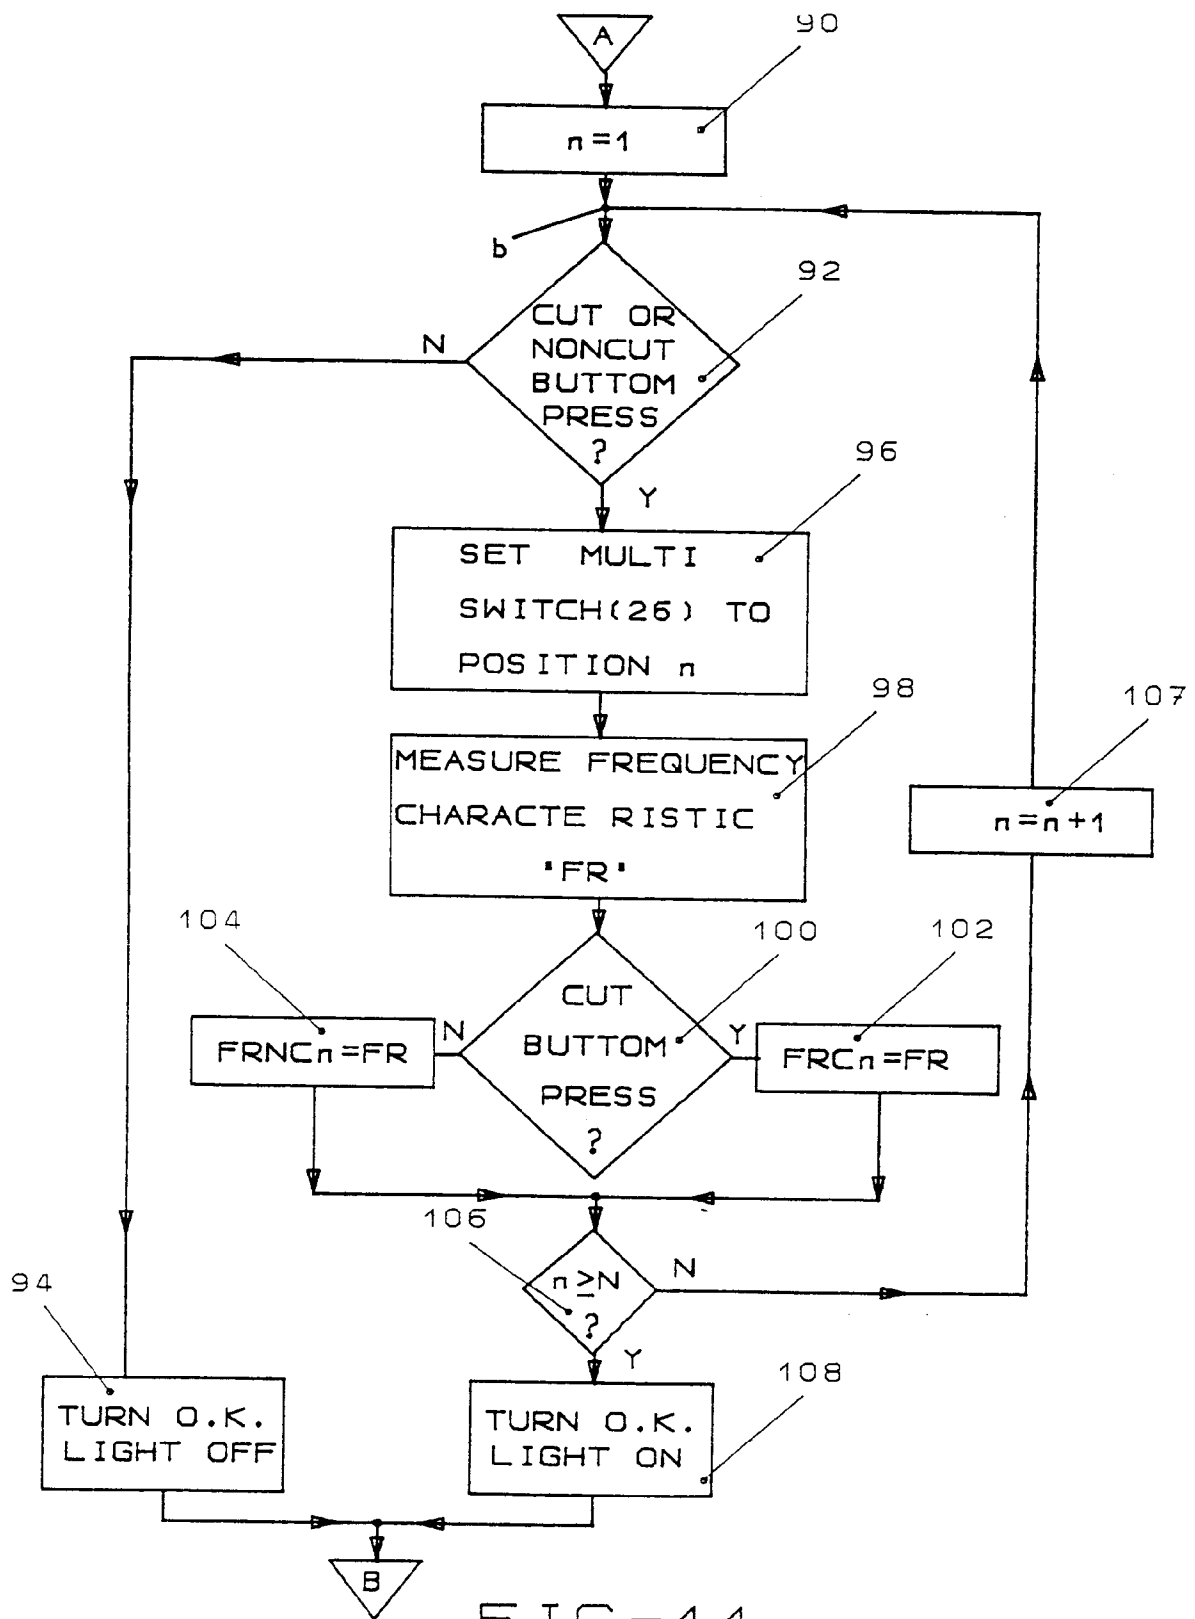 A
90
n=1
b
92
CUT OR
NONCUT
BUTTOM
PRESS
?
N
Y
96
SET MULTI
SWITCH(26) TO
POSITION n
98
MEASURE FREQUENCY
CHARACTE RISTIC
"FR"
107
n=n+1
104
FRNCn=FR
N
100
CUT
BUTTOM
PRESS
?
Y
102
FRCn=FR
106
n≥N
?
N
Y
94
TURN O.K.
LIGHT OFF
108
TURN O.K.
LIGHT ON
B
FIG-11